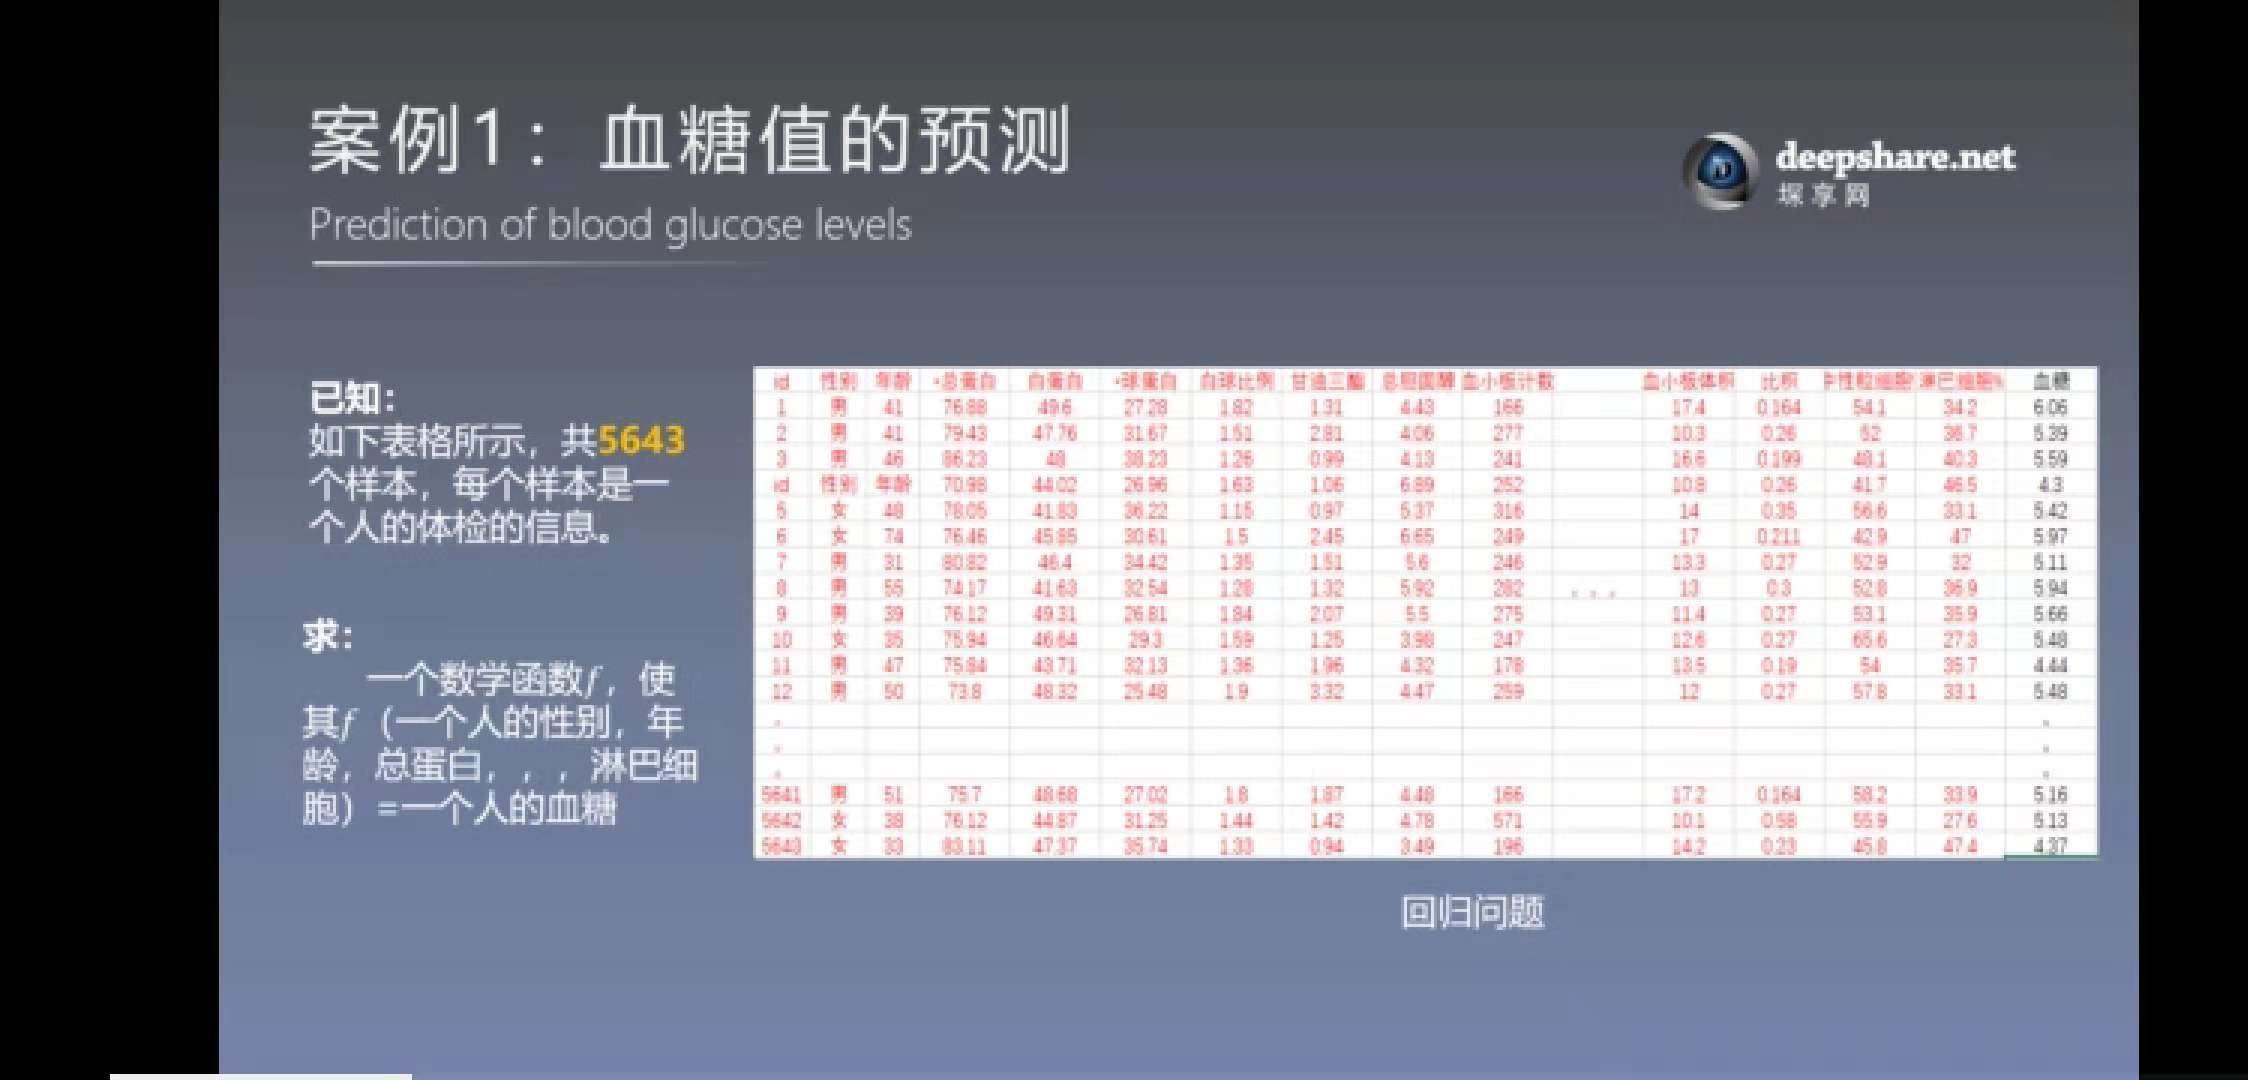 案例1：血糖值的预测
Prediction of blood glucose levels
deepshare.net
深享网
已知：
如下表格所示，共5643
个样本，每个样本是一
个人的体检的信息。
求：
一个数学函数f，使
其f（一个人的性别，年
龄，总蛋白，，，淋巴细
胞）=一个人的血糖
id 性别 年龄 *总蛋白 白蛋白 *球蛋白 白球比例 甘油三酯 总胆固醇 血小板计数 血小板体积 比积 中性粒细胞 淋巴细胞% 血糖
1 男 41 76.88 49.6 27.28 1.82 1.31 4.43 166 17.4 0.164 54.1 34.2 6.06
2 男 41 79.43 47.76 31.67 1.51 2.81 4.06 277 10.3 0.26 52 36.7 5.39
3 男 46 86.23 48 38.23 1.26 0.99 4.13 241 16.6 0.199 48.1 40.3 5.59
id 性别 年龄 70.98 44.02 26.96 1.63 1.06 6.89 252 10.8 0.26 41.7 46.5 4.3
5 女 48 78.05 41.83 36.22 1.15 0.97 5.37 316 14 0.35 56.6 33.1 5.42
6 女 74 76.46 45.85 30.61 1.5 2.45 6.65 249 17 0.211 42.9 47 5.97
7 男 31 80.82 46.4 34.42 1.35 1.51 5.6 246 13.3 0.27 52.9 32 5.11
8 男 55 74.17 41.63 32.54 1.28 1.32 5.92 282 。。。 13 0.3 52.8 36.9 5.94
9 男 39 76.12 49.31 26.81 1.84 2.07 5.5 275 11.4 0.27 53.1 35.9 5.66
10 女 35 75.94 46.64 29.3 1.59 1.25 3.98 247 12.6 0.27 65.6 27.3 5.48
11 男 47 75.84 43.71 32.13 1.36 1.96 4.32 178 13.5 0.19 54 35.7 4.44
12 男 50 73.8 48.32 25.48 1.9 3.32 4.47 259 12 0.27 57.8 33.1 5.48
。 。
。 。
。 。
5641 男 51 75.7 48.68 27.02 1.8 1.87 4.48 166 17.2 0.164 58.2 33.9 5.16
5642 女 38 76.12 44.87 31.25 1.44 1.42 4.78 571 10.1 0.58 55.9 27.6 5.13
5643 女 33 83.11 47.37 35.74 1.33 0.94 3.49 196 14.2 0.23 45.8 47.4 4.37
回归问题